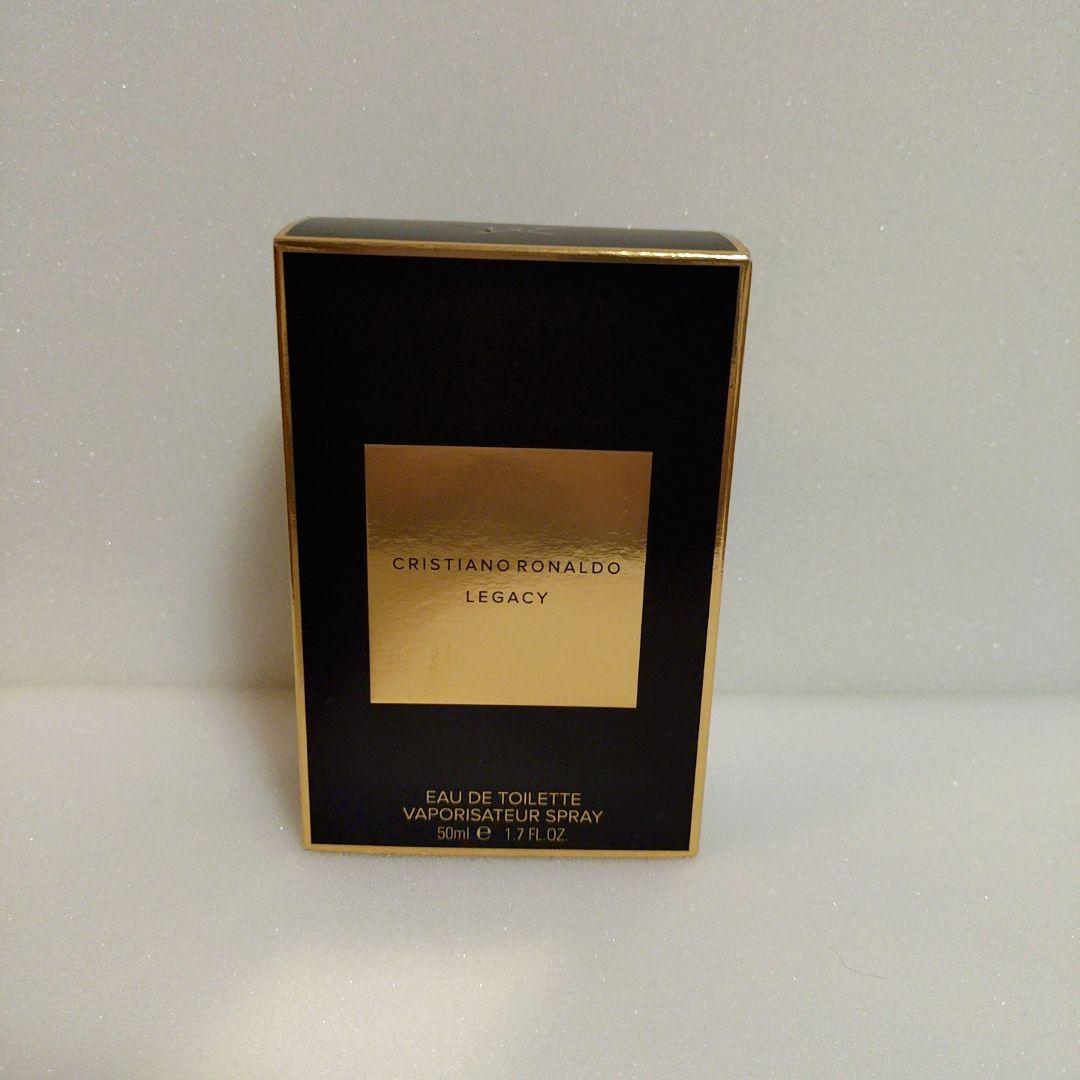 CRISTIANO RONALDO
LEGACY
EAU DE TOILETTE
VAPORISATEUR SPRAY
50ml ℮ 1.7 FL.OZ.